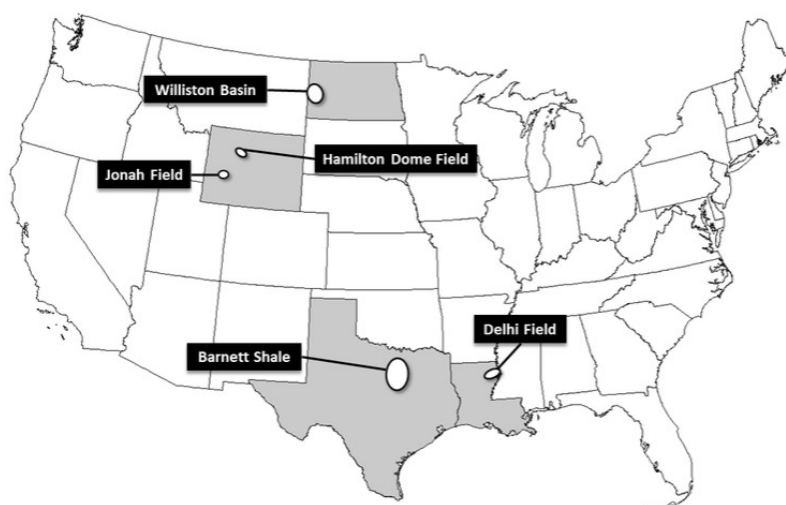 Williston Basin
Hamilton Dome Field
Jonah Field
Delhi Field
Barnett Shale